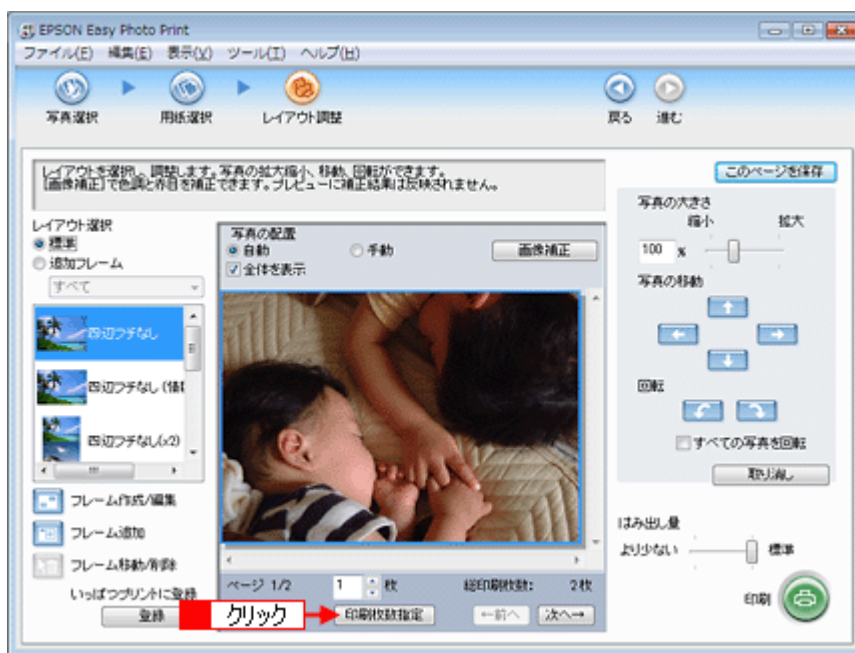 EPSON Easy Photo Print
ファイル(F) 編集(E) 表示(V) ツール(T) ヘルプ(H)
写真選択 用紙選択 レイアウト調整 戻る 進む
レイアウトを選択し、調整します。写真の拡大縮小、移動、回転ができます。
[画像補正]で色調と赤目を補正できます。プレビューに補正結果は反映されません。
このページを保存
レイアウト選択
標準
追加フレーム
すべて
四辺フチなし
四辺フチなし (情報
四辺フチなし(x2)
フレーム作成/編集
フレーム追加
フレーム移動/削除
いっぱつプリントに登録
登録
写真の配置
自動 手動 画像補正
全体を表示
ページ 1/2 1 枚 総印刷枚数: 2枚
クリック
印刷枚数指定 ←前へ 次へ→
写真の大きさ
縮小 拡大
100 %
写真の移動
回転
すべての写真を回転
取り消し
はみ出し量
より少ない 標準
印刷